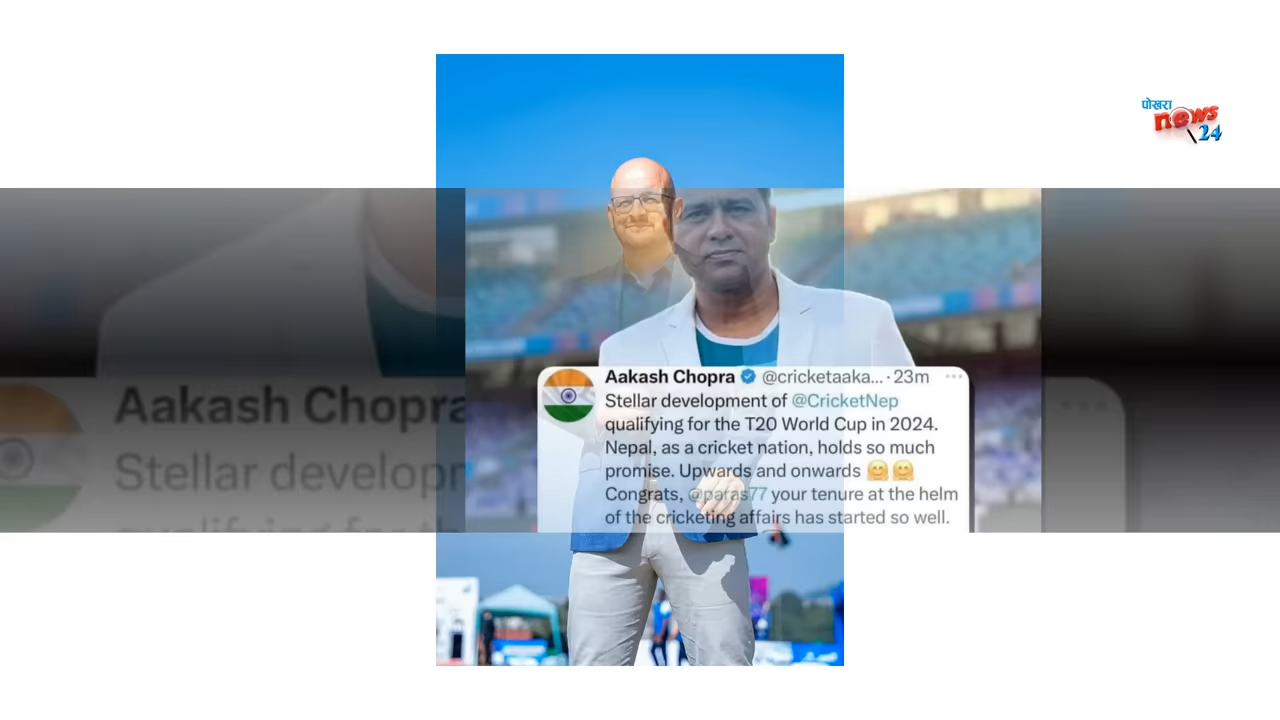 पोखरा
news
24
Aakash Chopra @cricketaaka... · 23m
Stellar development of @CricketNep
qualifying for the T20 World Cup in 2024.
Nepal, as a cricket nation, holds so much
promise. Upwards and onwards 🤗🤗
Congrats, @paras77 your tenure at the helm
of the cricketing affairs has started so well.
Aakash Chopra
Stellar developm